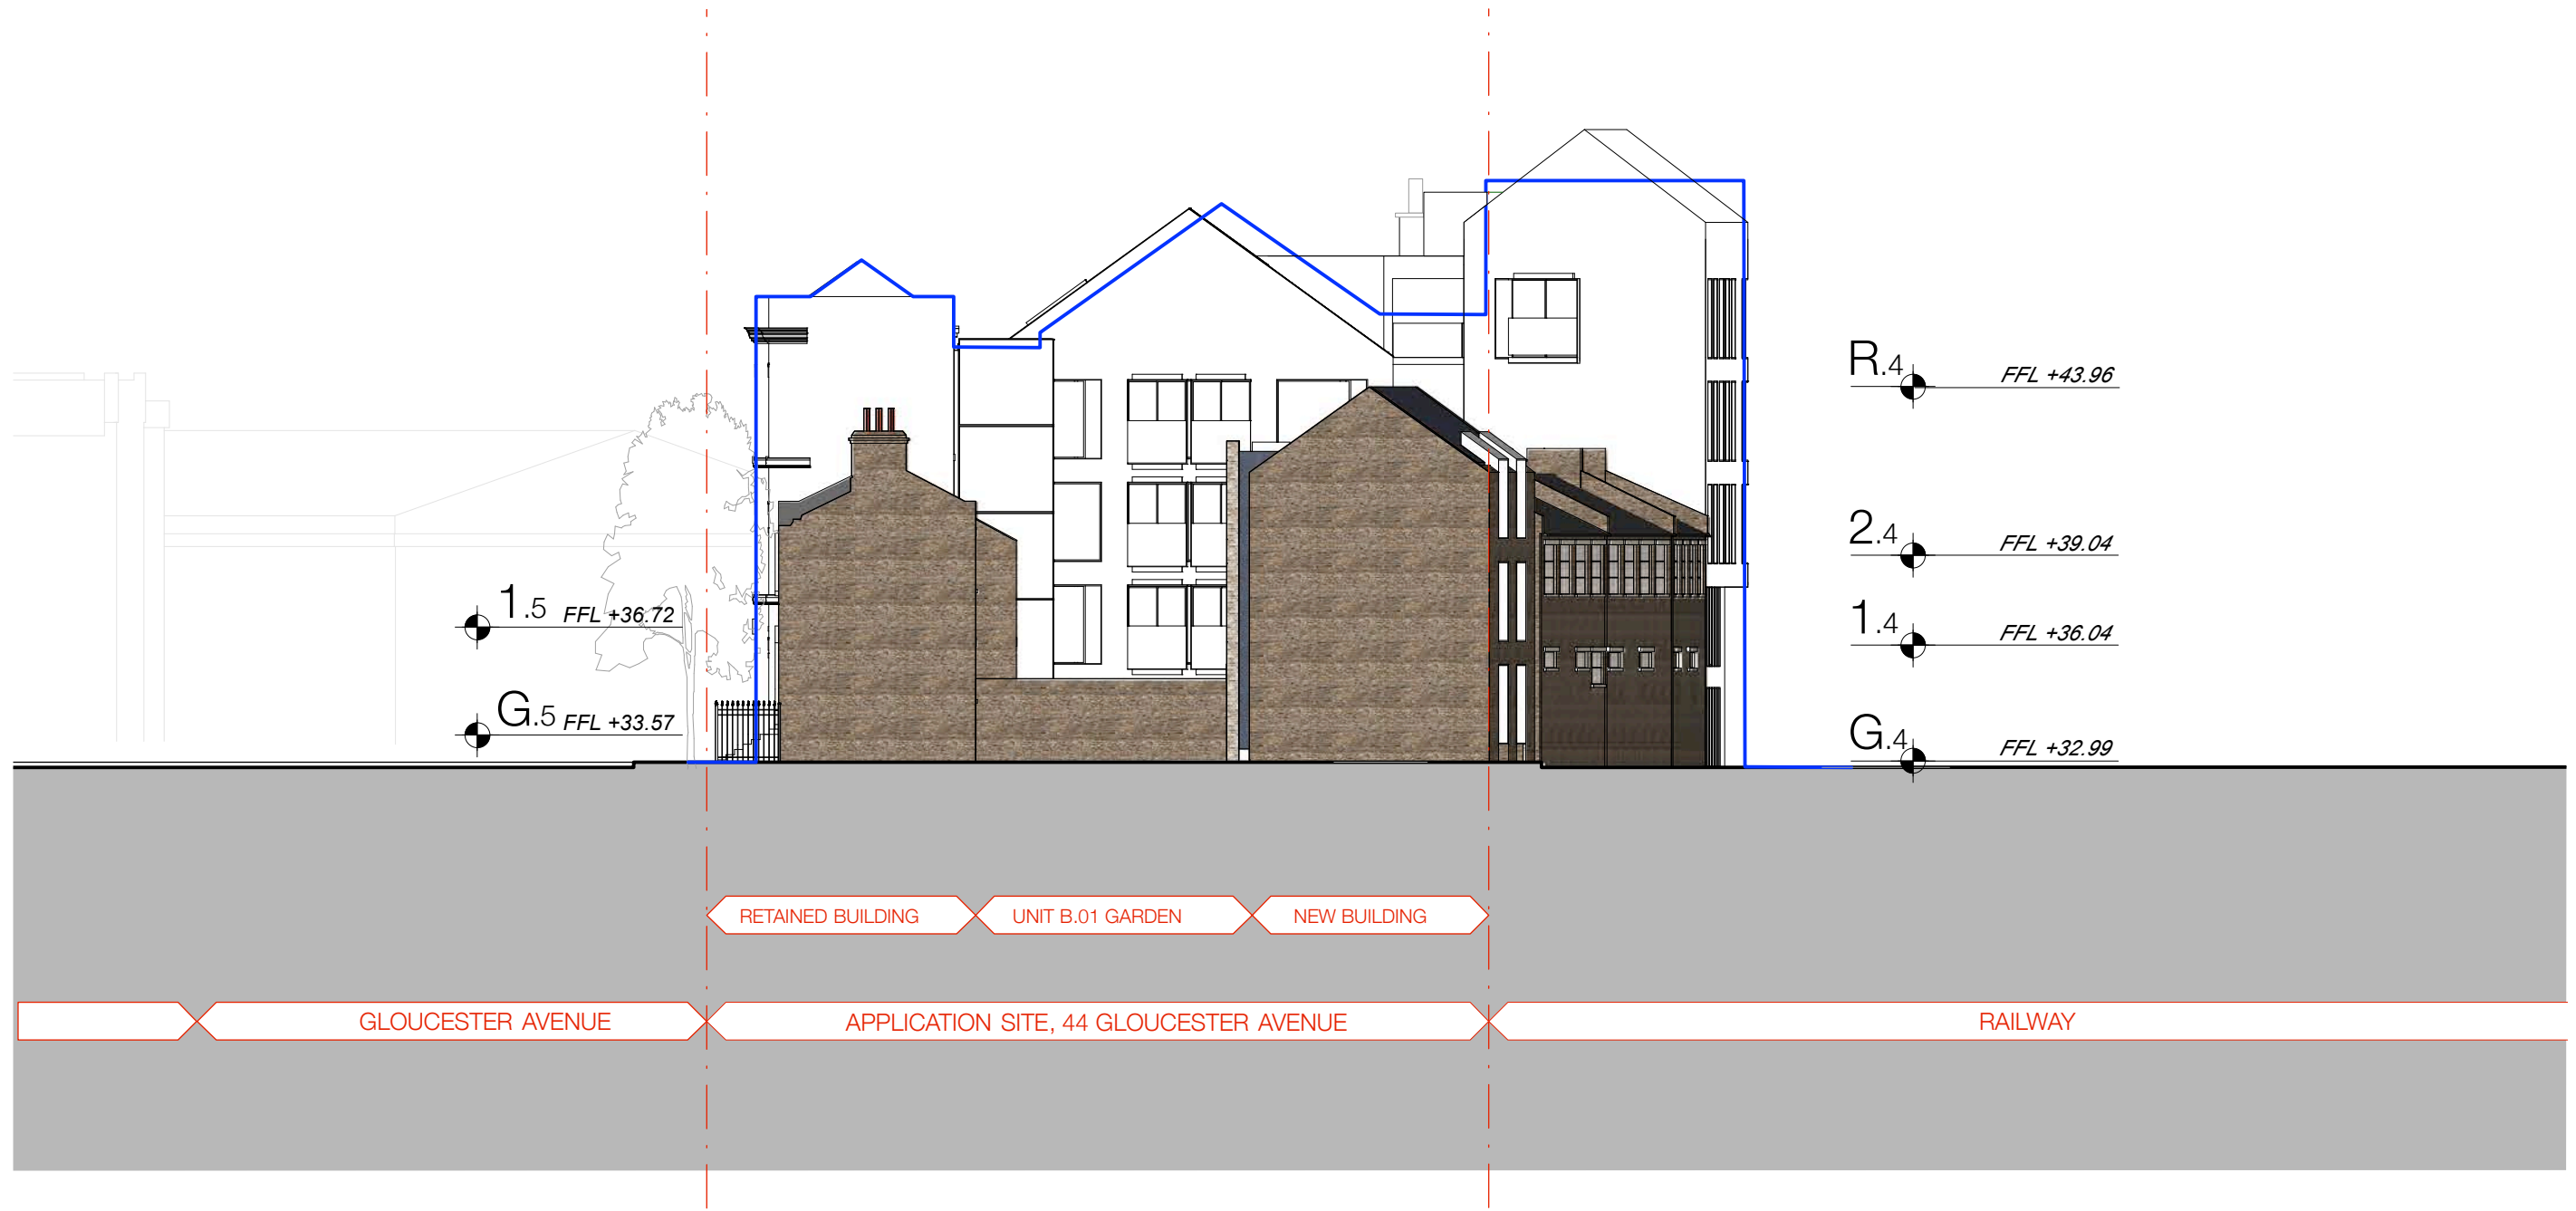 R.4 FFL +43.96
2.4 FFL +39.04
1.5 FFL +36.72
1.4 FFL +36.04
G.5 FFL +33.57
G.4 FFL +32.99
RETAINED BUILDING
UNIT B.01 GARDEN
NEW BUILDING
GLOUCESTER AVENUE
APPLICATION SITE, 44 GLOUCESTER AVENUE
RAILWAY